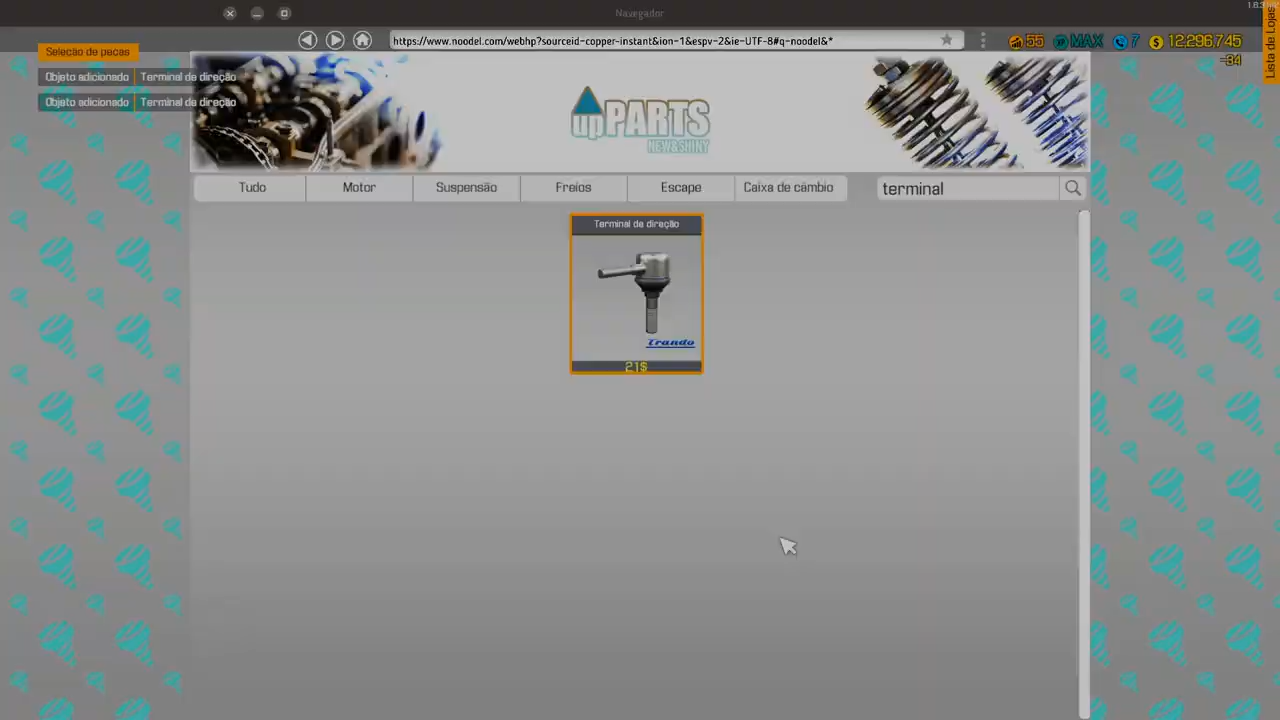 Navegador
https://www.noodel.com/webhp?sourceid-copper-instant&ion-1&espv-2&ie-UTF-8#q-noodel&*
55
MAX
7
$ 12,296,745
-34
Lista de Lojas
Seleção de peças
Objeto adicionado Terminal de direção
Objeto adicionado Terminal de direção
upPARTS
NEW&SHINY
Tudo
Motor
Suspensão
Freios
Escape
Caixa de câmbio
terminal
Terminal de direção
Trando
21$